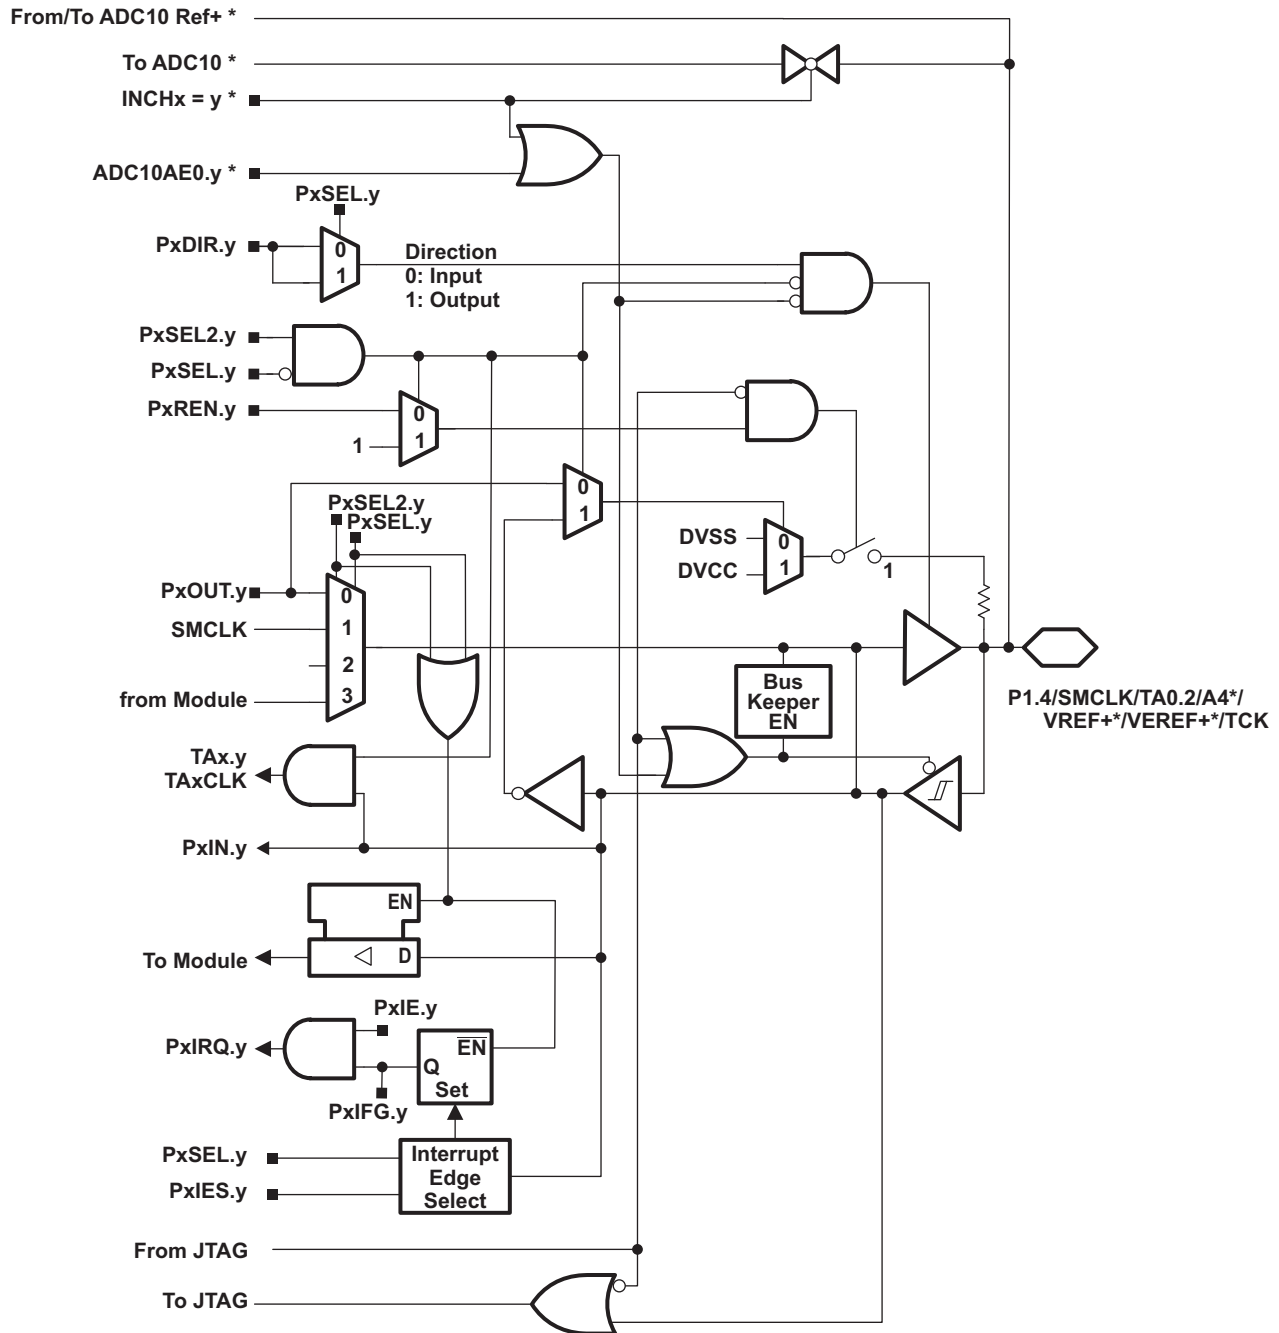 From/To ADC10 Ref+ *
To ADC10 *
INCHx = y *
ADC10AE0.y *
PxSEL.y
PxDIR.y
0
1
Direction
0: Input
1: Output
PxSEL2.y
PxSEL.y
PxREN.y
0
1
1
0
1
PxSEL2.y
PxSEL.y
DVSS
DVCC
0
1
1
PxOUT.y
SMCLK
from Module
0
1
2
3
Bus
Keeper
EN
P1.4/SMCLK/TA0.2/A4*/
VREF+*/VEREF+*/TCK
TAx.y
TAxCLK
PxIN.y
EN
D
To Module
PxIE.y
PxIRQ.y
EN
Q
Set
PxIFG.y
PxSEL.y
PxIES.y
Interrupt
Edge
Select
From JTAG
To JTAG